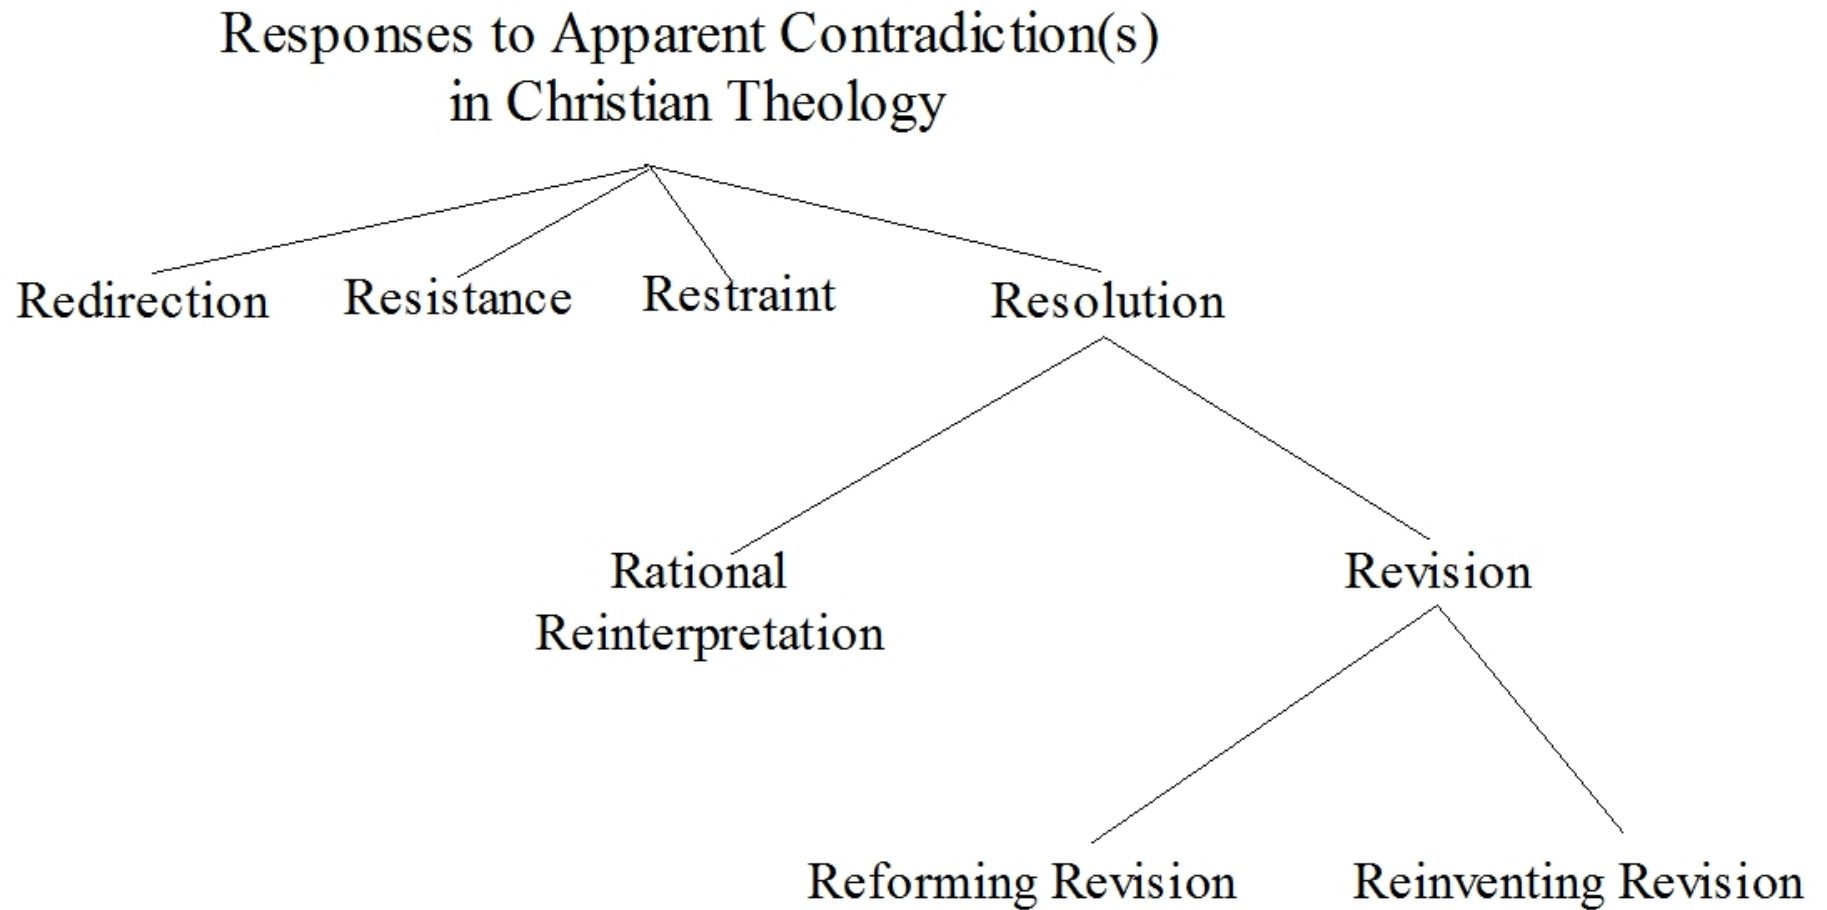 Responses to Apparent Contradiction(s)
in Christian Theology
Redirection
Resistance
Restraint
Resolution
Rational
Reinterpretation
Revision
Reforming Revision
Reinventing Revision